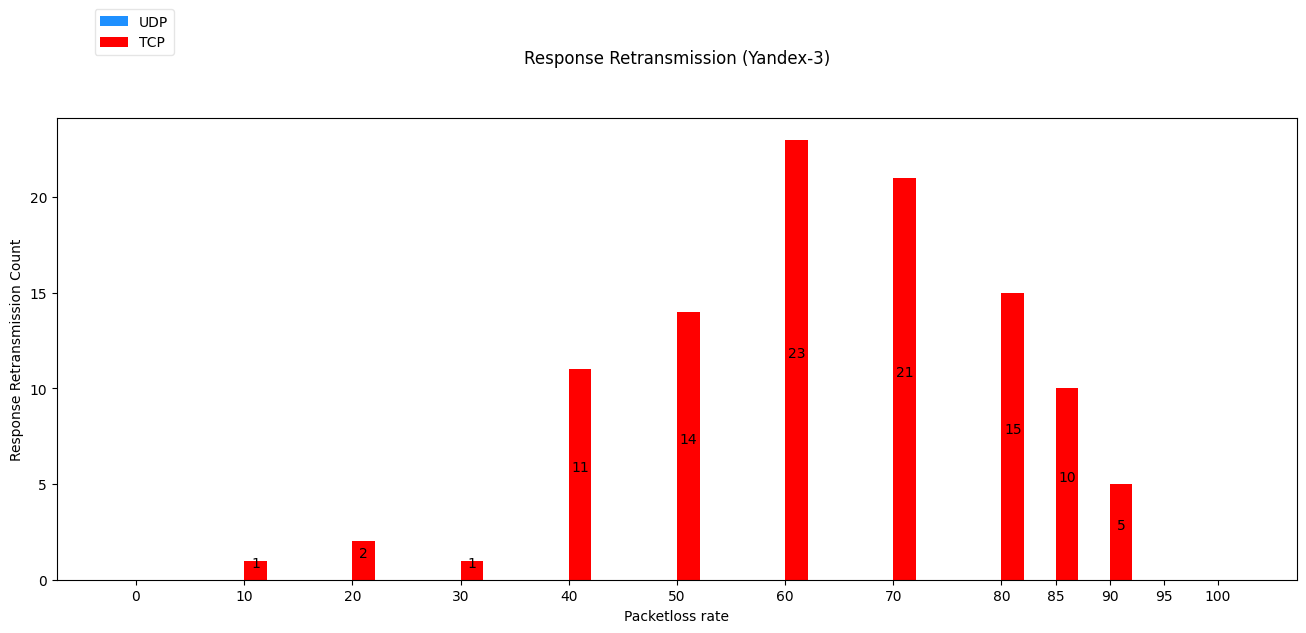 UDP
TCP
Response Retransmission (Yandex-3)
Response Retransmission Count
20
15
10
5
0
1
2
1
11
14
23
21
15
10
5
0 10 20 30 40 50 60 70 80 85 90 95 100
Packetloss rate